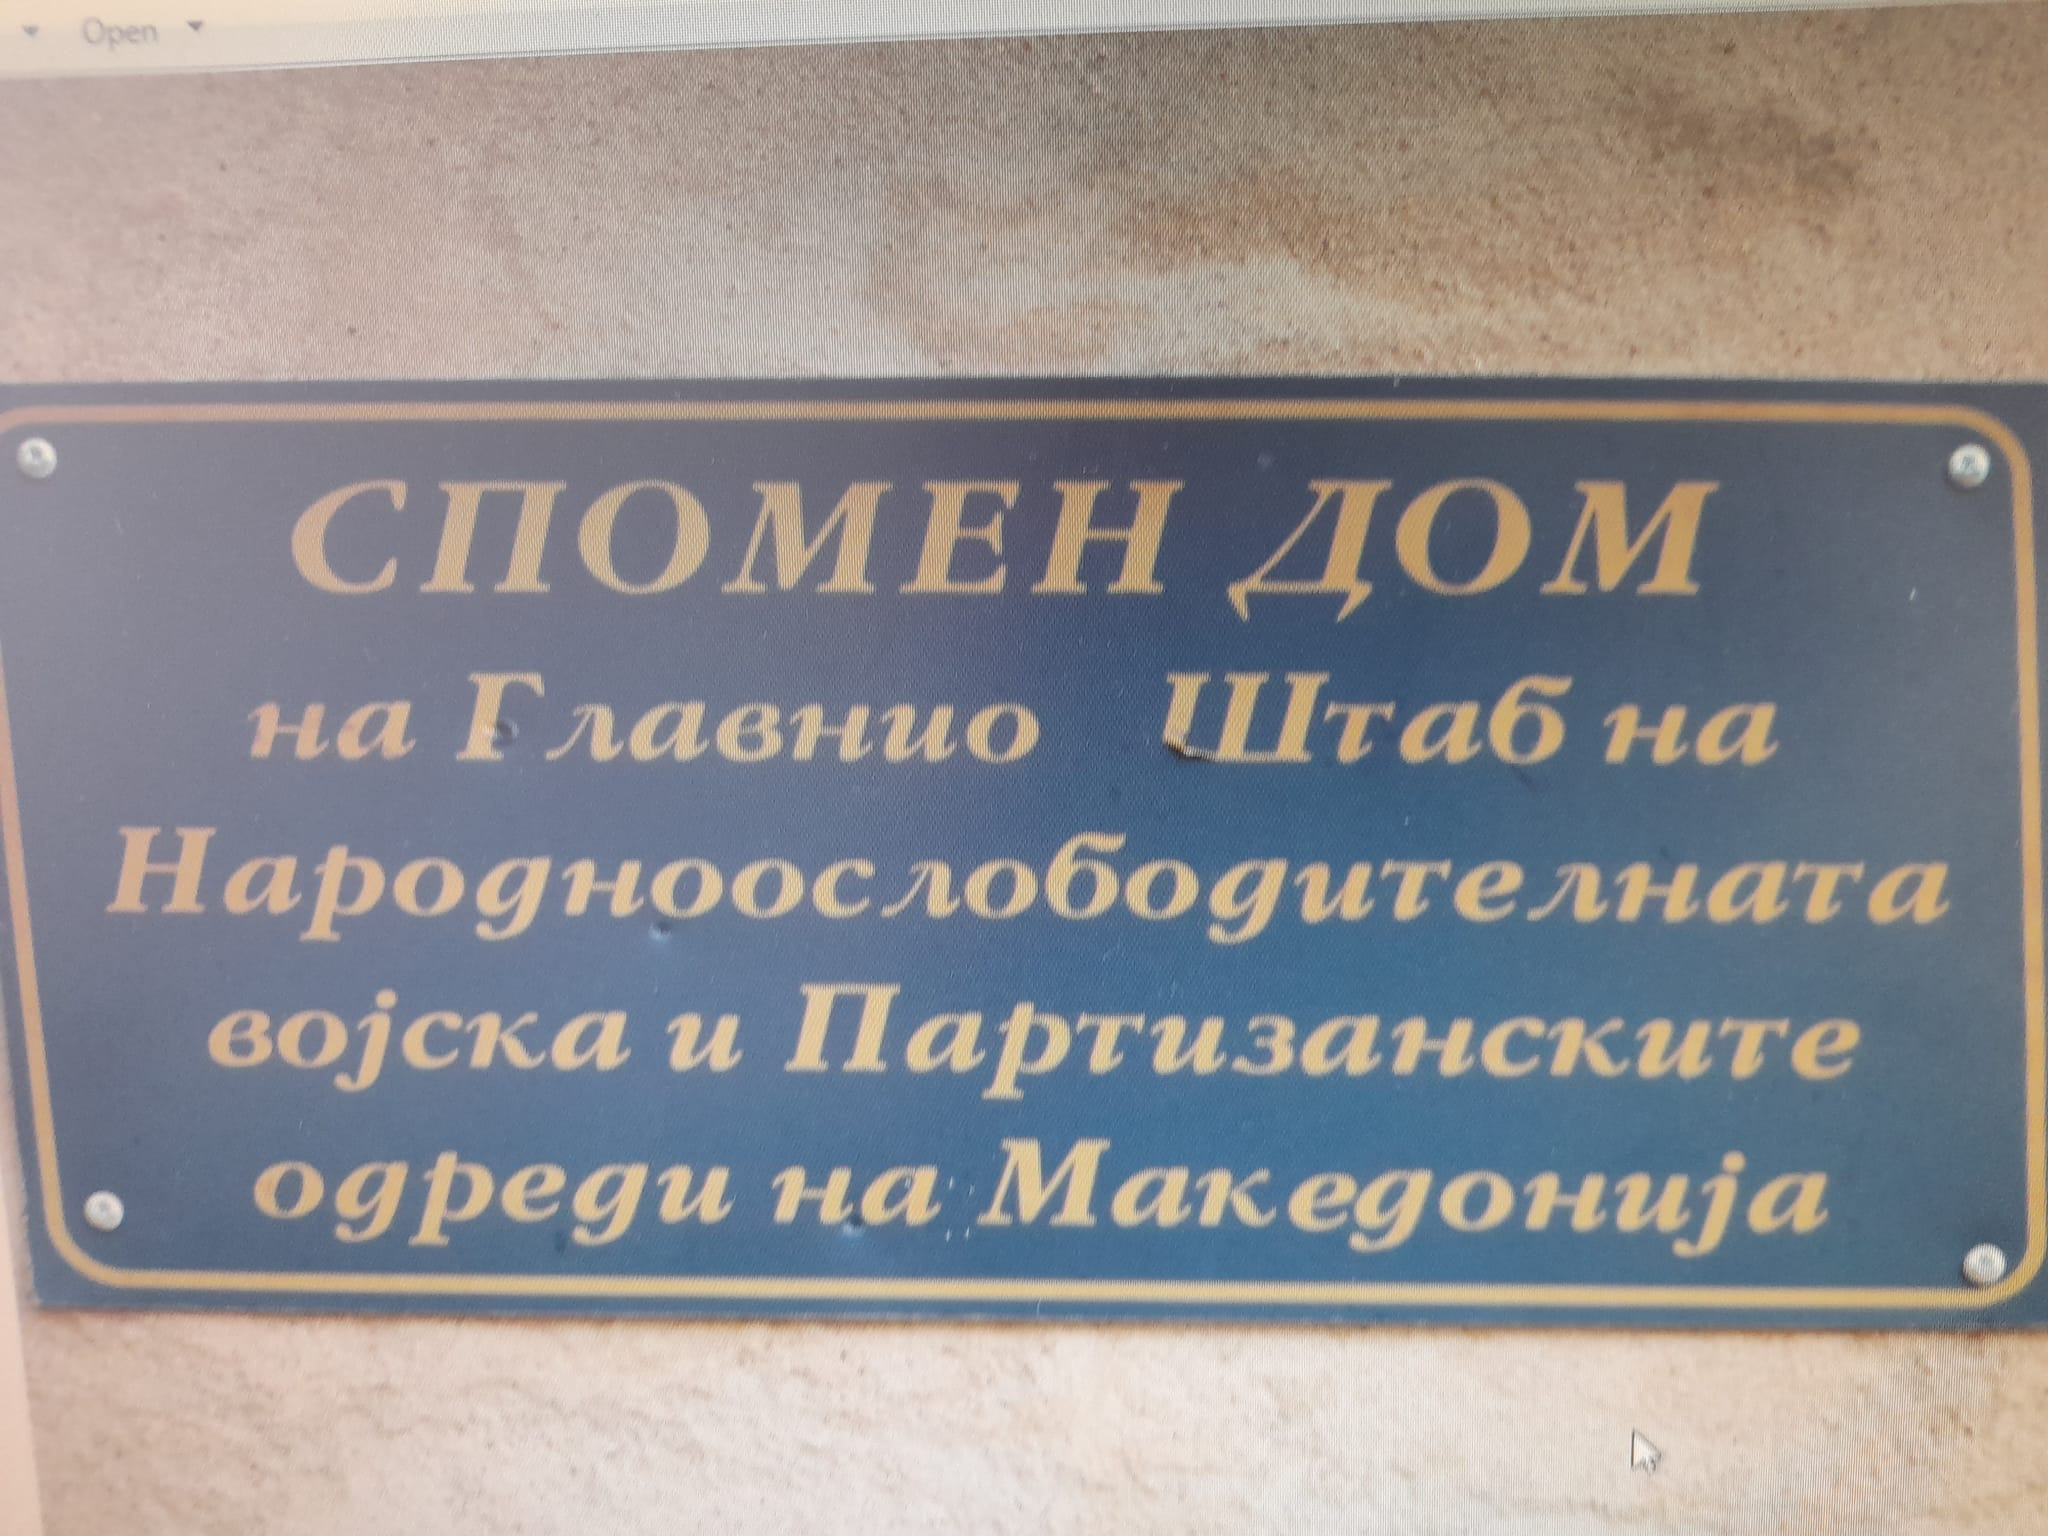 Open
СПОМЕН ДОМ
на Главнио Штаб на
Народноослободителната
војска и Партизанските
одреди на Македонија